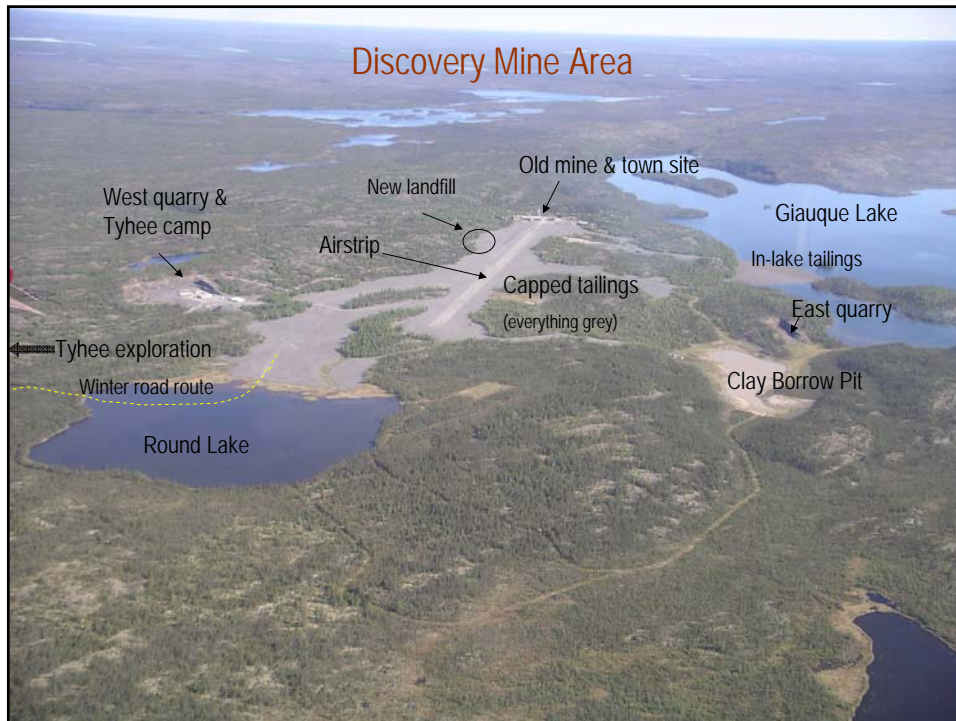 Discovery Mine Area
Old mine & town site
New landfill
West quarry &
Tyhee camp
Giauque Lake
Airstrip
In-lake tailings
Capped tailings
(everything grey)
East quarry
Tyhee exploration
Winter road route
Clay Borrow Pit
Round Lake